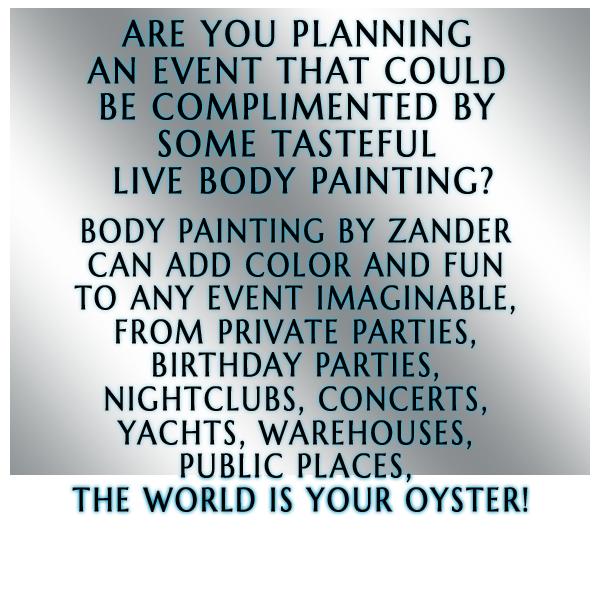 ARE YOU PLANNING
AN EVENT THAT COULD
BE COMPLIMENTED BY
SOME TASTEFUL
LIVE BODY PAINTING?
BODY PAINTING BY ZANDER
CAN ADD COLOR AND FUN
TO ANY EVENT IMAGINABLE,
FROM PRIVATE PARTIES,
BIRTHDAY PARTIES,
NIGHTCLUBS, CONCERTS,
YACHTS, WAREHOUSES,
PUBLIC PLACES,
THE WORLD IS YOUR OYSTER!